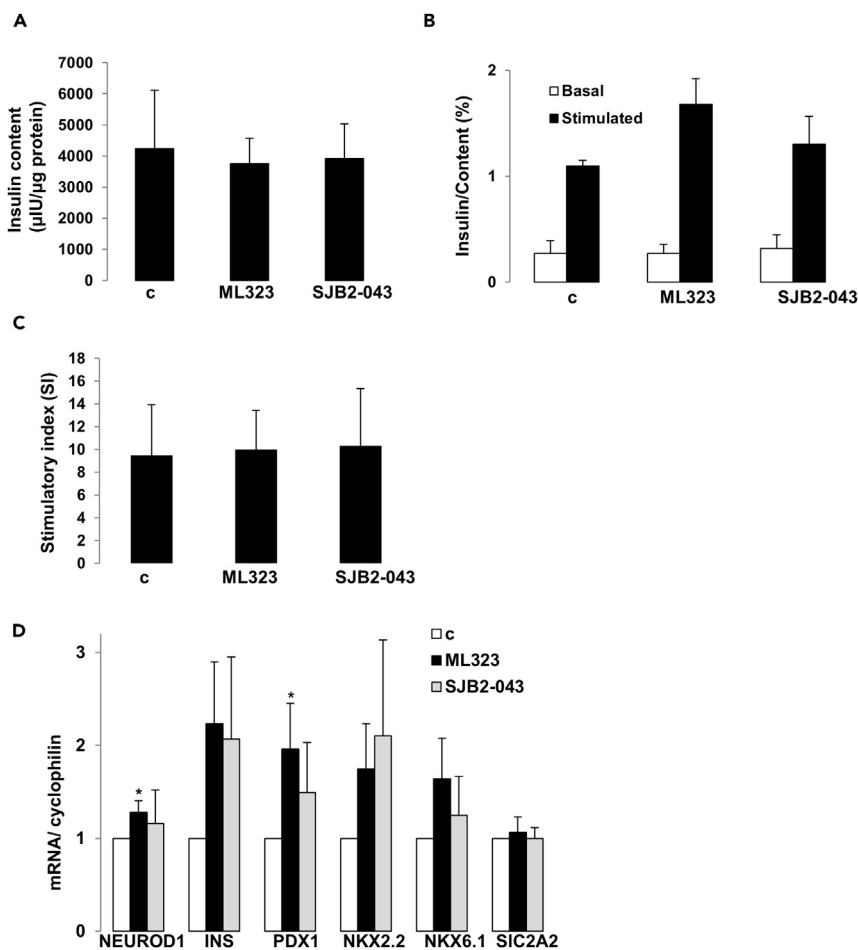 A
7000
6000
5000
4000
3000
2000
1000
0
Insulin content
(µIU/µg protein)
c ML323 SJB2-043
B
2
1
0
Insulin/Content (%)
Basal
Stimulated
c ML323 SJB2-043
C
18
16
14
12
10
8
6
4
2
0
Stimulatory index (SI)
c ML323 SJB2-043
D
3
2
1
0
mRNA/ cyclophilin
c
ML323
SJB2-043
*
*
NEUROD1 INS PDX1 NKX2.2 NKX6.1 SlC2A2